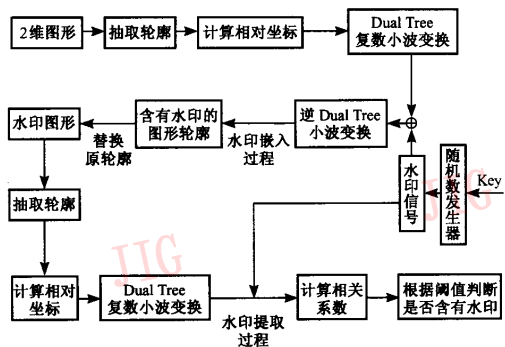 2维图形
抽取轮廓
计算相对坐标
Dual Tree
复数小波变换
水印图形
替换
原轮廓
含有水印的
图形轮廓
水印嵌入
过程
逆Dual Tree
小波变换
水印信号
随机数发生器
Key
抽取轮廓
JIG
JIG
计算相对
坐标
Dual Tree
复数小波变换
水印提取
过程
计算相关
系数
根据阈值判断
是否含有水印